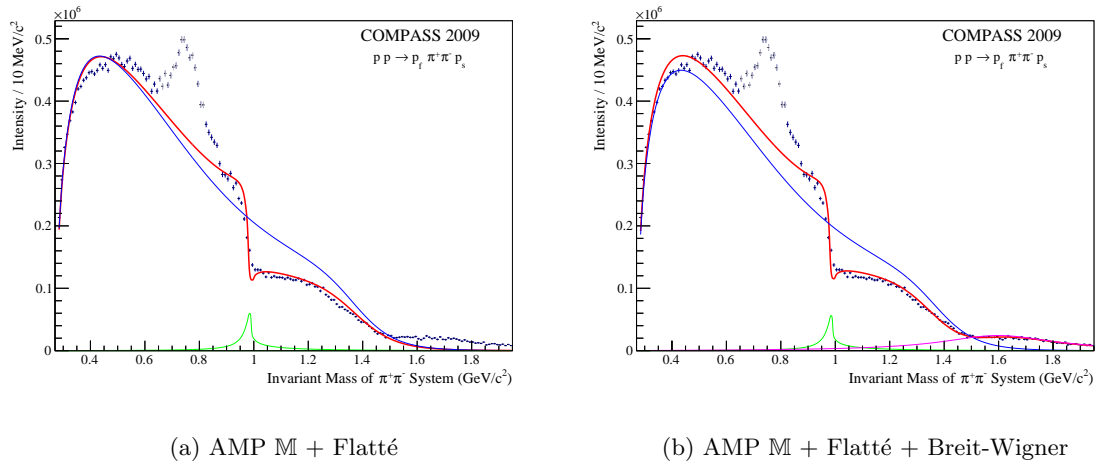 ×10⁶
Intensity / 10 MeV/c²
0.5
0.4
0.3
0.2
0.1
0
COMPASS 2009
p p → p_f π⁺π⁻ p_s
0.4 0.6 0.8 1 1.2 1.4 1.6 1.8
Invariant Mass of π⁺π⁻ System (GeV/c²)
(a) AMP 𝕄 + Flatté
×10⁶
Intensity / 10 MeV/c²
0.5
0.4
0.3
0.2
0.1
0
COMPASS 2009
p p → p_f π⁺π⁻ p_s
0.4 0.6 0.8 1 1.2 1.4 1.6 1.8
Invariant Mass of π⁺π⁻ System (GeV/c²)
(b) AMP 𝕄 + Flatté + Breit-Wigner